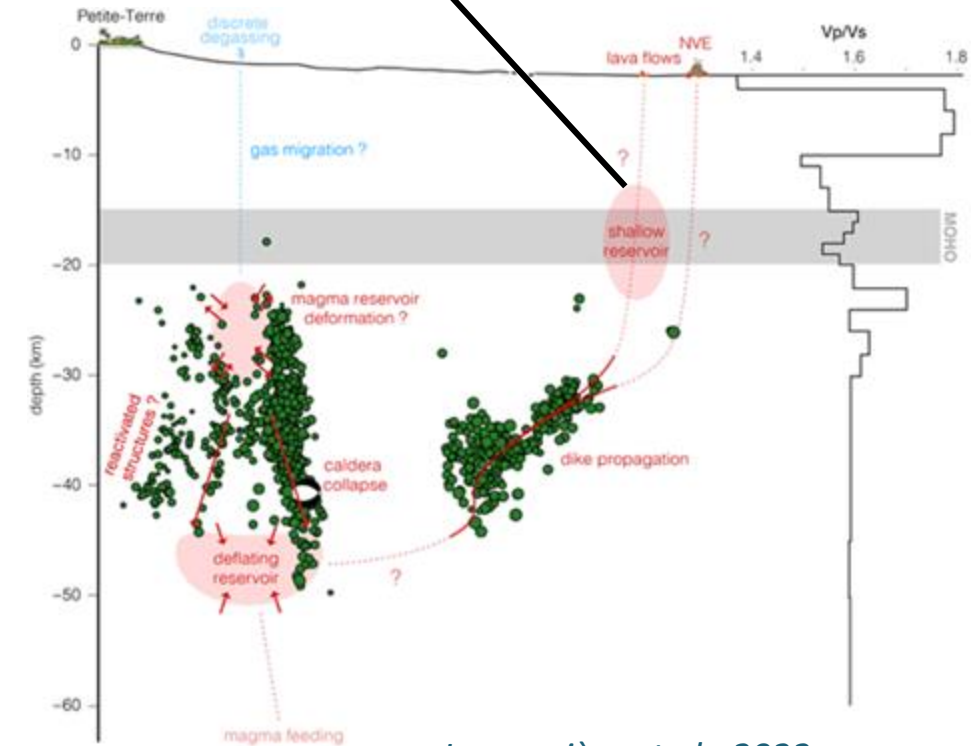 Petite-Terre
discrete
degassing
NVE
lava flows
Vp/Vs
1.4
1.6
1.8
0
gas migration ?
?
-10
shallow
reservoir
?
MOHO
-20
magma reservoir
deformation ?
depth (km)
-30
reactivated
structures ?
dike propagation
caldera
collapse
-40
deflating
reservoir
?
-50
-60
magma feeding